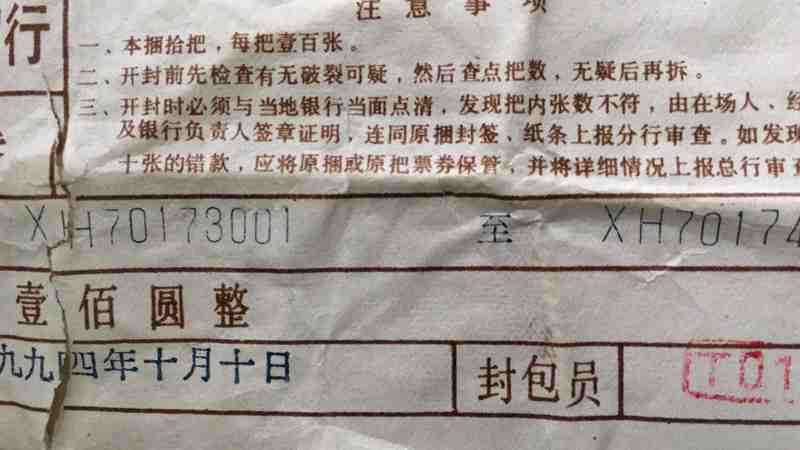 注意事项
行
一、本捆拾把，每把壹百张。
二、开封前先检查有无破裂可疑，然后查点把数，无疑后再拆。
三、开封时必须与当地银行当面点清，发现把内张数不符，由在场人、经
及银行负责人签章证明，连同原捆封签、纸条上报分行审查。如发现
十张的错款，应将原捆或原把票券保管，并将详细情况上报总行审查
XH70173001 至 XH70174
壹佰圆整
九九四年十月十日 封包员 T01